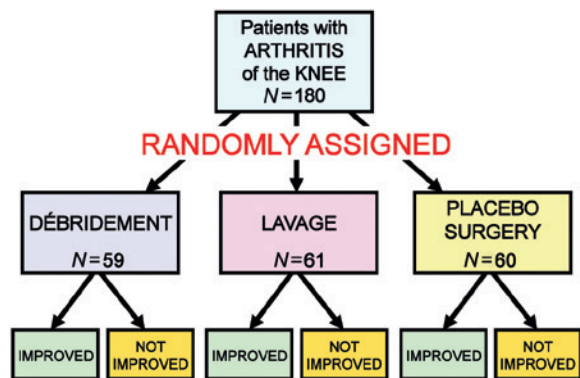 Patients with
ARTHRITIS
of the KNEE
N=180
RANDOMLY ASSIGNED
DÉBRIDEMENT
N=59
LAVAGE
N=61
PLACEBO
SURGERY
N=60
IMPROVED
NOT
IMPROVED
IMPROVED
NOT
IMPROVED
IMPROVED
NOT
IMPROVED